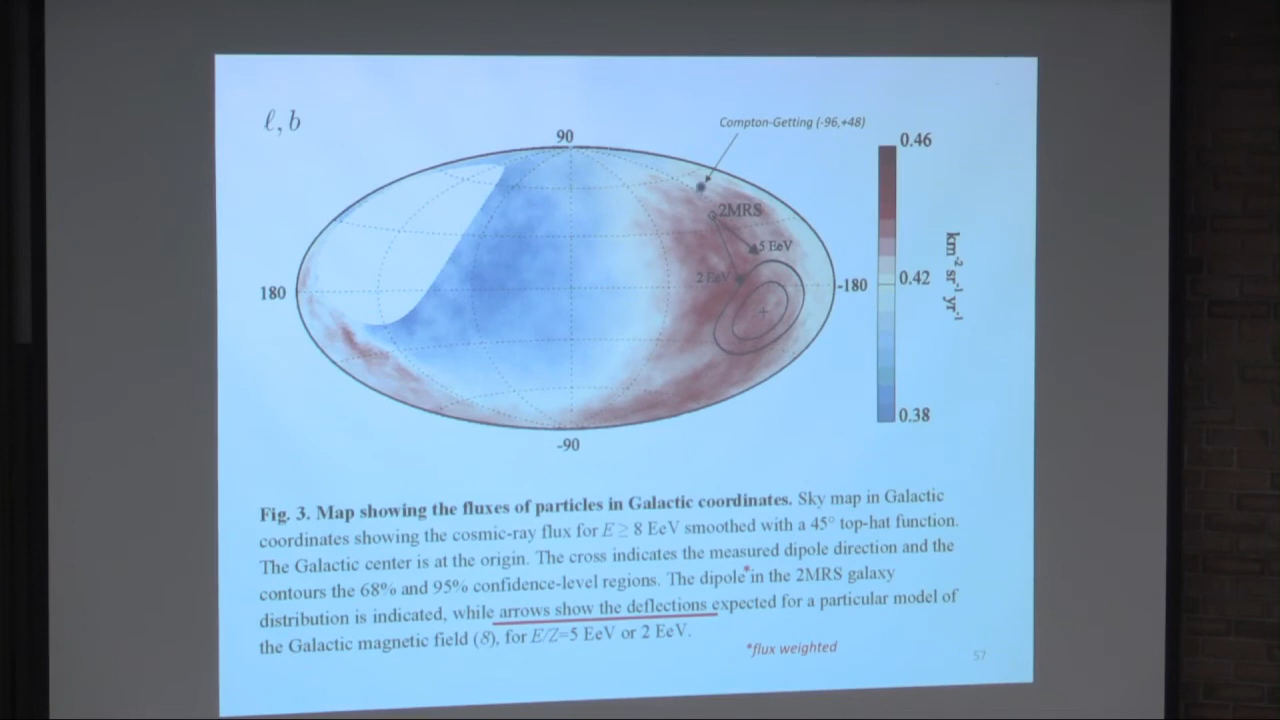 ℓ, b
Compton-Getting (-96,+48)
90
0.46
2MRS
5 EeV
2 EeV
180
-180
0.42
km-2 sr-1 yr-1
0.38
-90
Fig. 3. Map showing the fluxes of particles in Galactic coordinates. Sky map in Galactic
coordinates showing the cosmic-ray flux for E ≥ 8 EeV smoothed with a 45° top-hat function.
The Galactic center is at the origin. The cross indicates the measured dipole direction and the
contours the 68% and 95% confidence-level regions. The dipole* in the 2MRS galaxy
distribution is indicated, while arrows show the deflections expected for a particular model of
the Galactic magnetic field (8), for E/Z=5 EeV or 2 EeV.
*flux weighted
57